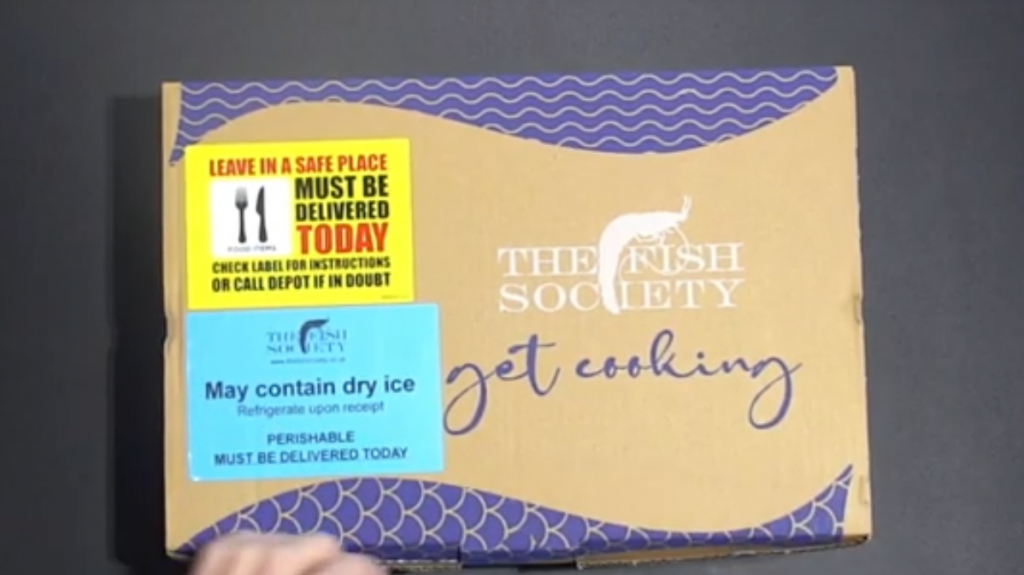 LEAVE IN A SAFE PLACE
MUST BE
DELIVERED
TODAY
FOOD ITEMS
CHECK LABEL FOR INSTRUCTIONS
OR CALL DEPOT IF IN DOUBT
THE FISH
SOCIETY
May contain dry ice
Refrigerate upon receipt
PERISHABLE
MUST BE DELIVERED TODAY
THE FISH
SOCIETY
get cooking